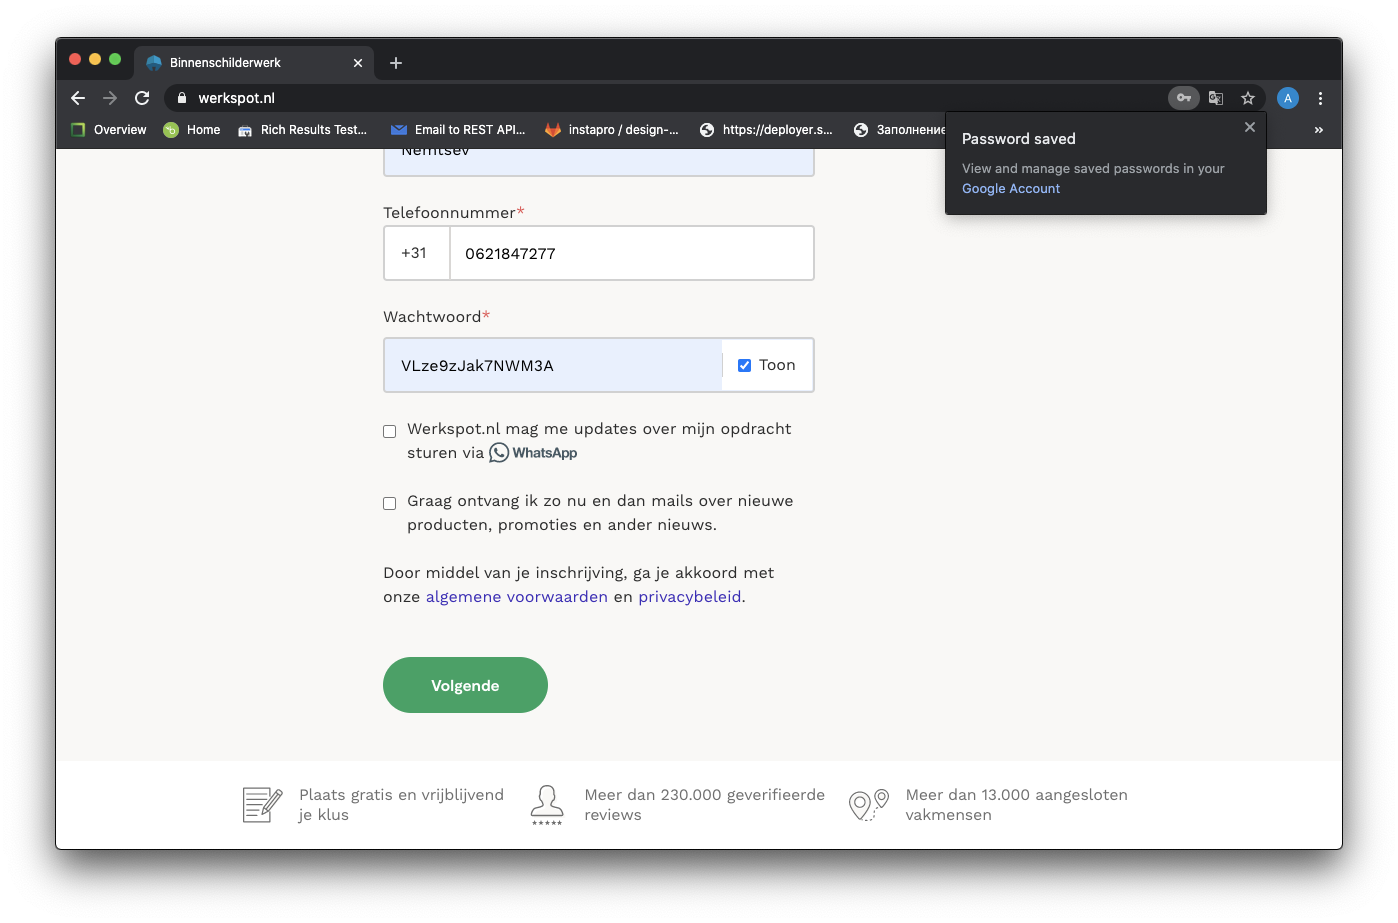 Binnenschilderwerk
werkspot.nl
A
Overview
Home
Rich Results Test...
Email to REST API...
instapro / design-...
https://deployer.s...
Заполнение
»
Password saved
View and manage saved passwords in your
Google Account
Nemtsev
Telefoonnummer*
+31
0621847277
Wachtwoord*
VLze9zJak7NWM3A
Toon
Werkspot.nl mag me updates over mijn opdracht
sturen via WhatsApp
Graag ontvang ik zo nu en dan mails over nieuwe
producten, promoties en ander nieuws.
Door middel van je inschrijving, ga je akkoord met
onze algemene voorwaarden en privacybeleid.
Volgende
Plaats gratis en vrijblijvend
je klus
Meer dan 230.000 geverifieerde
reviews
Meer dan 13.000 aangesloten
vakmensen